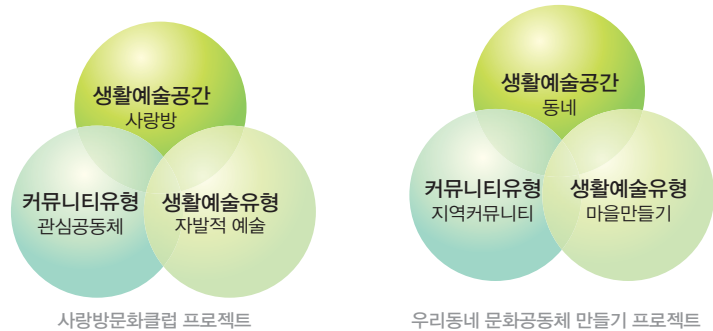 생활예술공간
사랑방
커뮤니티유형
관심공동체
생활예술유형
자발적 예술
사랑방문화클럽 프로젝트
생활예술공간
동네
커뮤니티유형
지역커뮤니티
생활예술유형
마을만들기
우리동네 문화공동체 만들기 프로젝트